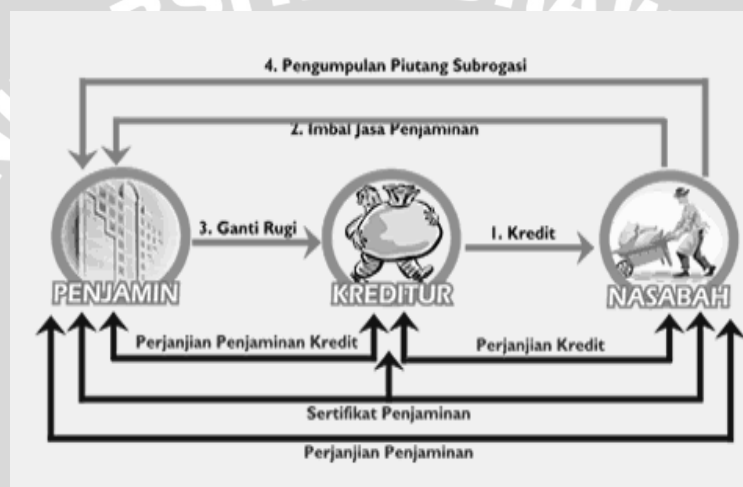 4. Pengumpulan Piutang Subrogasi
2. Imbal Jasa Penjaminan
3. Ganti Rugi
1. Kredit
PENJAMIN
KREDITUR
NASABAH
Perjanjian Penjaminan Kredit
Perjanjian Kredit
Sertifikat Penjaminan
Perjanjian Penjaminan